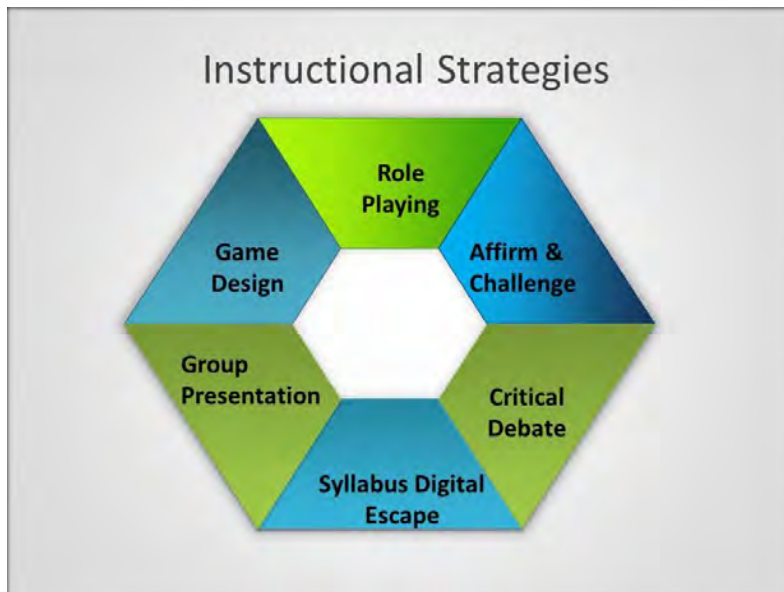 Instructional Strategies
Role
Playing
Affirm &
Challenge
Critical
Debate
Syllabus Digital
Escape
Group
Presentation
Game
Design